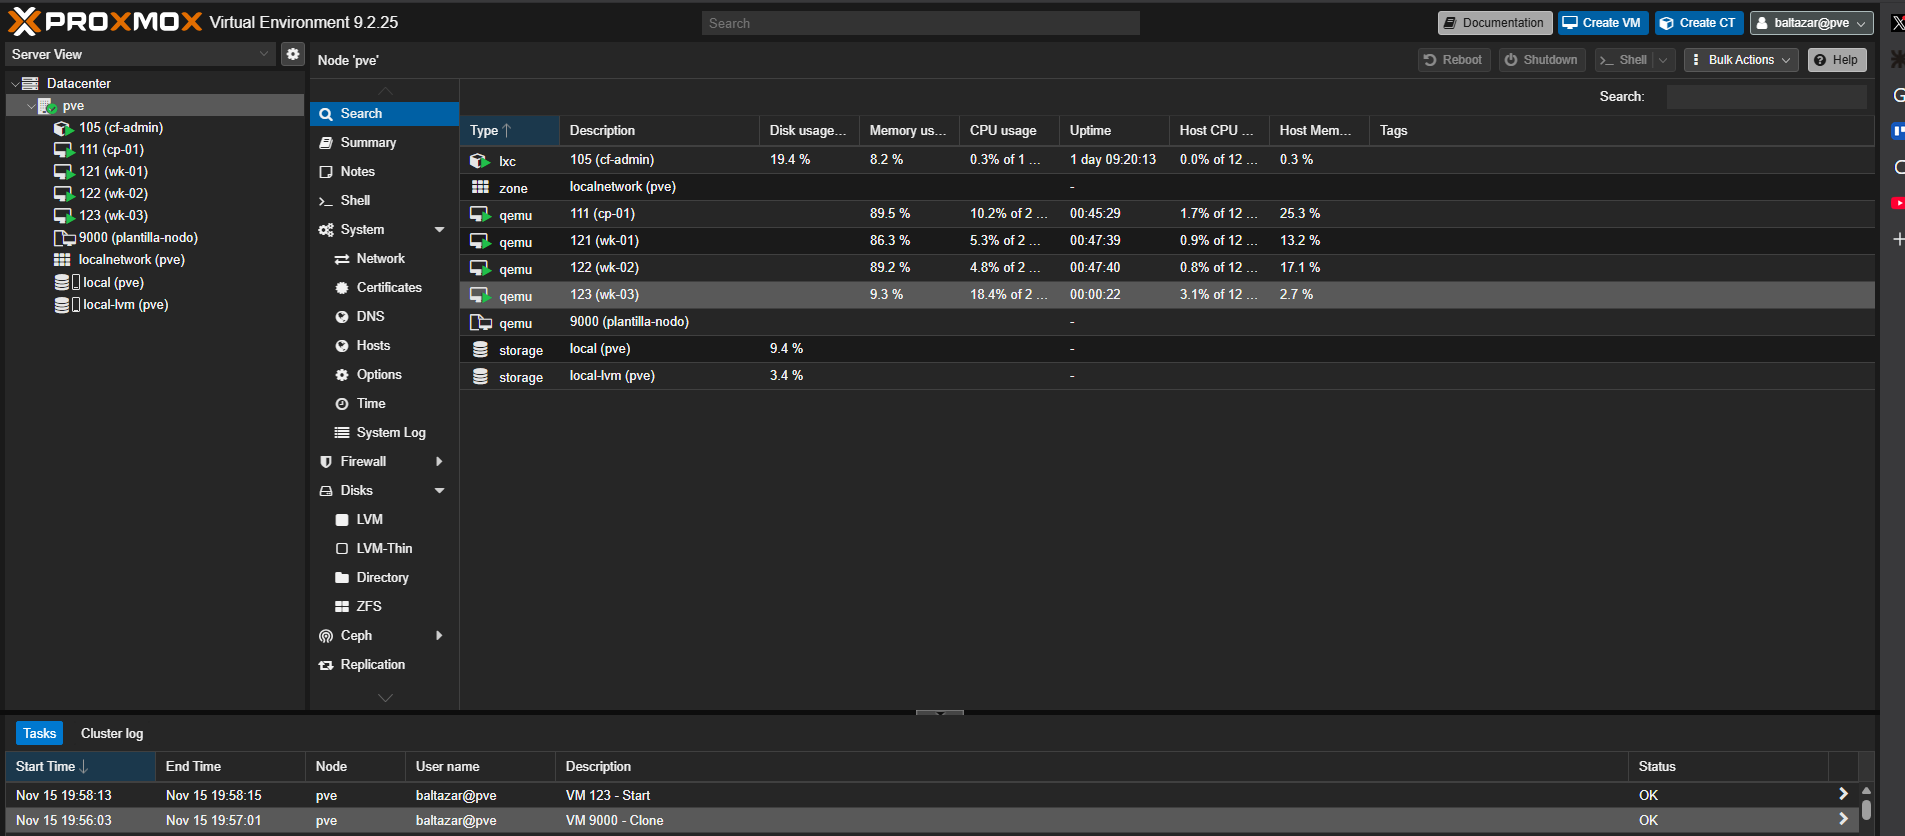 PROXMOX Virtual Environment 9.2.25
Search
Documentation
Create VM
Create CT
baltazar@pve
Server View
Datacenter
pve
105 (cf-admin)
111 (cp-01)
121 (wk-01)
122 (wk-02)
123 (wk-03)
9000 (plantilla-nodo)
localnetwork (pve)
local (pve)
local-lvm (pve)
Node 'pve'
Reboot
Shutdown
Shell
Bulk Actions
Help
Search
Summary
Notes
Shell
System
Network
Certificates
DNS
Hosts
Options
Time
System Log
Firewall
Disks
LVM
LVM-Thin
Directory
ZFS
Ceph
Replication
Search:
Type Description Disk usage... Memory us... CPU usage Uptime Host CPU ... Host Mem... Tags
lxc 105 (cf-admin) 19.4 % 8.2 % 0.3% of 1 ... 1 day 09:20:13 0.0% of 12 ... 0.3 %
zone localnetwork (pve) -
qemu 111 (cp-01) 89.5 % 10.2% of 2 ... 00:45:29 1.7% of 12 ... 25.3 %
qemu 121 (wk-01) 86.3 % 5.3% of 2 ... 00:47:39 0.9% of 12 ... 13.2 %
qemu 122 (wk-02) 89.2 % 4.8% of 2 ... 00:47:40 0.8% of 12 ... 17.1 %
qemu 123 (wk-03) 9.3 % 18.4% of 2 ... 00:00:22 3.1% of 12 ... 2.7 %
qemu 9000 (plantilla-nodo) -
storage local (pve) 9.4 % -
storage local-lvm (pve) 3.4 % -
Tasks Cluster log
Start Time End Time Node User name Description Status
Nov 15 19:58:13 Nov 15 19:58:15 pve baltazar@pve VM 123 - Start OK
Nov 15 19:56:03 Nov 15 19:57:01 pve baltazar@pve VM 9000 - Clone OK